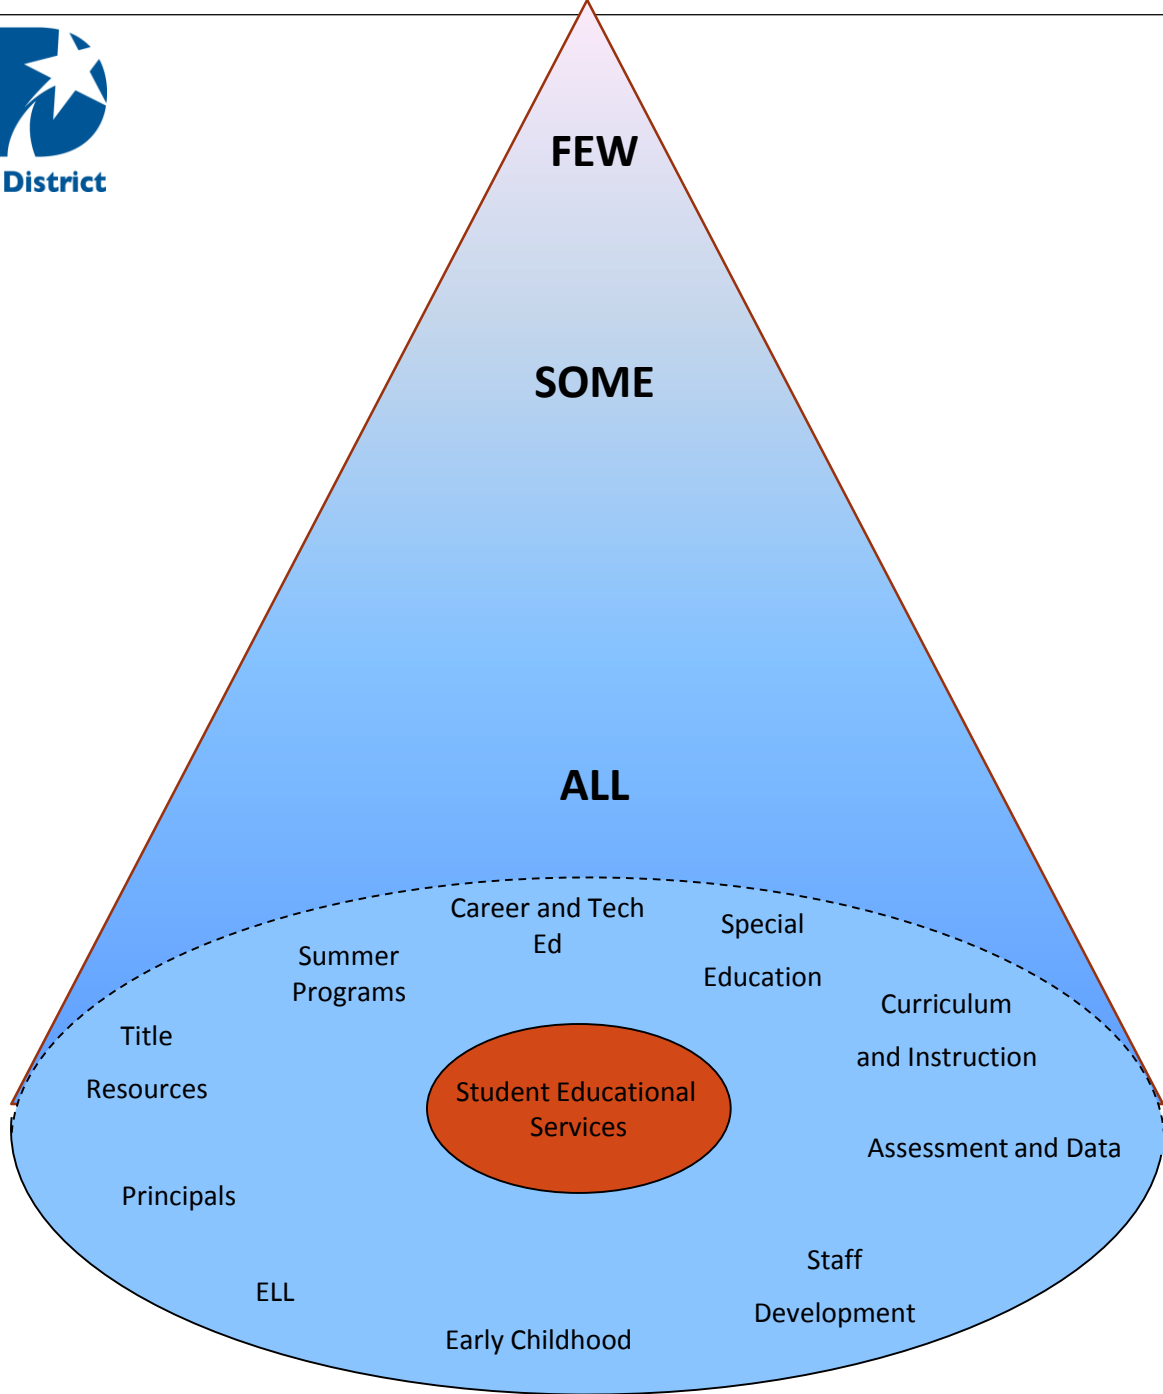 District
FEW
SOME
ALL
Career and Tech
Ed
Special
Education
Summer
Programs
Curriculum
and Instruction
Title
Resources
Student Educational
Services
Assessment and Data
Principals
Staff
Development
ELL
Early Childhood